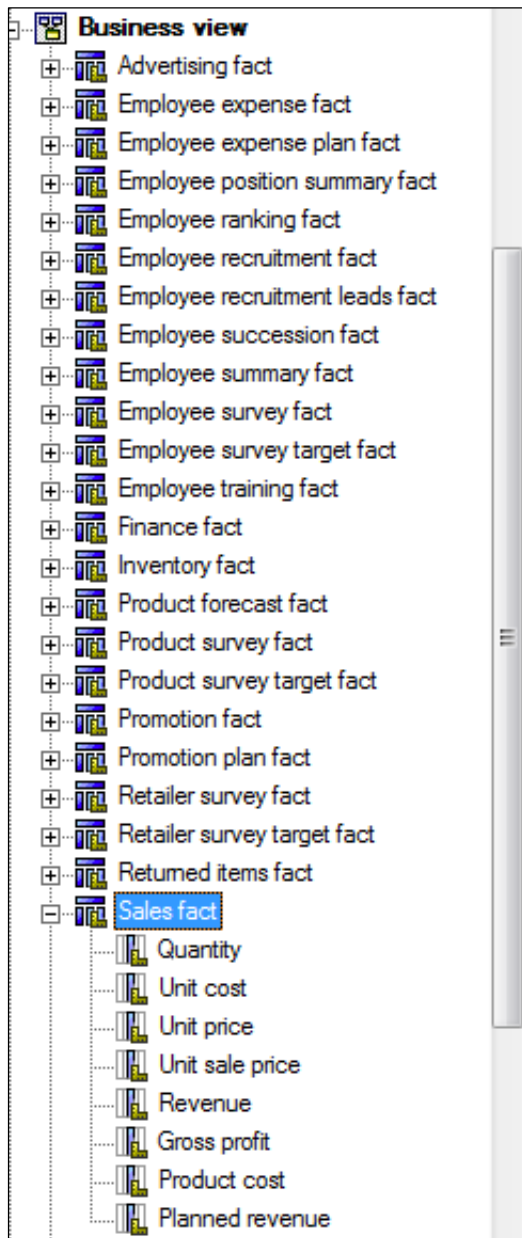 Business view
Advertising fact
Employee expense fact
Employee expense plan fact
Employee position summary fact
Employee ranking fact
Employee recruitment fact
Employee recruitment leads fact
Employee succession fact
Employee summary fact
Employee survey fact
Employee survey target fact
Employee training fact
Finance fact
Inventory fact
Product forecast fact
Product survey fact
Product survey target fact
Promotion fact
Promotion plan fact
Retailer survey fact
Retailer survey target fact
Returned items fact
Sales fact
Quantity
Unit cost
Unit price
Unit sale price
Revenue
Gross profit
Product cost
Planned revenue